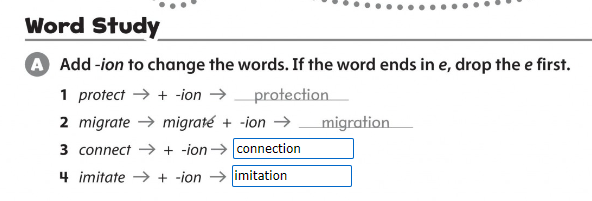 Word Study
A Add -ion to change the words. If the word ends in e, drop the e first.
1 protect → + -ion → protection
2 migrate → migrate + -ion → migration
3 connect → + -ion → connection
4 imitate → + -ion → imitation